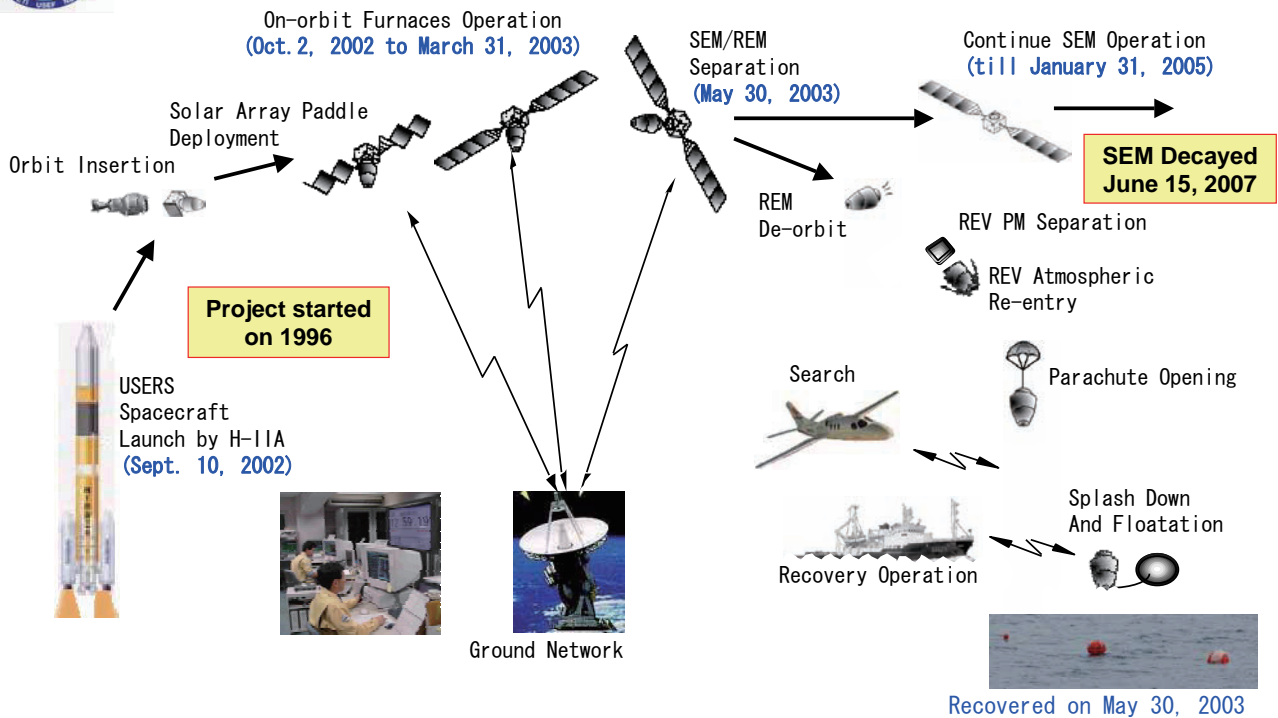 On-orbit Furnaces Operation
(Oct. 2, 2002 to March 31, 2003)
SEM/REM
Separation
(May 30, 2003)
Continue SEM Operation
(till January 31, 2005)
Solar Array Paddle
Deployment
Orbit Insertion
SEM Decayed
June 15, 2007
REM
De-orbit
REV PM Separation
REV Atmospheric
Re-entry
Project started
on 1996
USERS
Spacecraft
Launch by H-IIA
(Sept. 10, 2002)
Search
Parachute Opening
Splash Down
And Floatation
Recovery Operation
Ground Network
Recovered on May 30, 2003